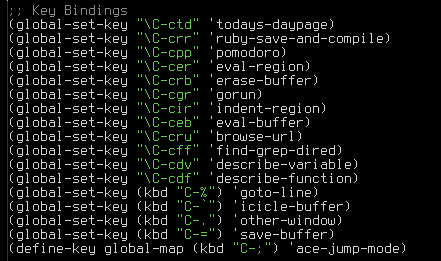 ;; Key Bindings
(global-set-key "\C-ctd" 'todays-daypage)
(global-set-key "\C-crr" 'ruby-save-and-compile)
(global-set-key "\C-cpp" 'pomodoro)
(global-set-key "\C-cer" 'eval-region)
(global-set-key "\C-crb" 'erase-buffer)
(global-set-key "\C-cgr" 'gorun)
(global-set-key "\C-cir" 'indent-region)
(global-set-key "\C-ceb" 'eval-buffer)
(global-set-key "\C-cru" 'browse-url)
(global-set-key "\C-cff" 'find-grep-dired)
(global-set-key "\C-cdv" 'describe-variable)
(global-set-key "\C-cdf" 'describe-function)
(global-set-key (kbd "C-%") 'goto-line)
(global-set-key (kbd "C-`") 'icicle-buffer)
(global-set-key (kbd "C-.") 'other-window)
(global-set-key (kbd "C-=") 'save-buffer)
(define-key global-map (kbd "C-;") 'ace-jump-mode)